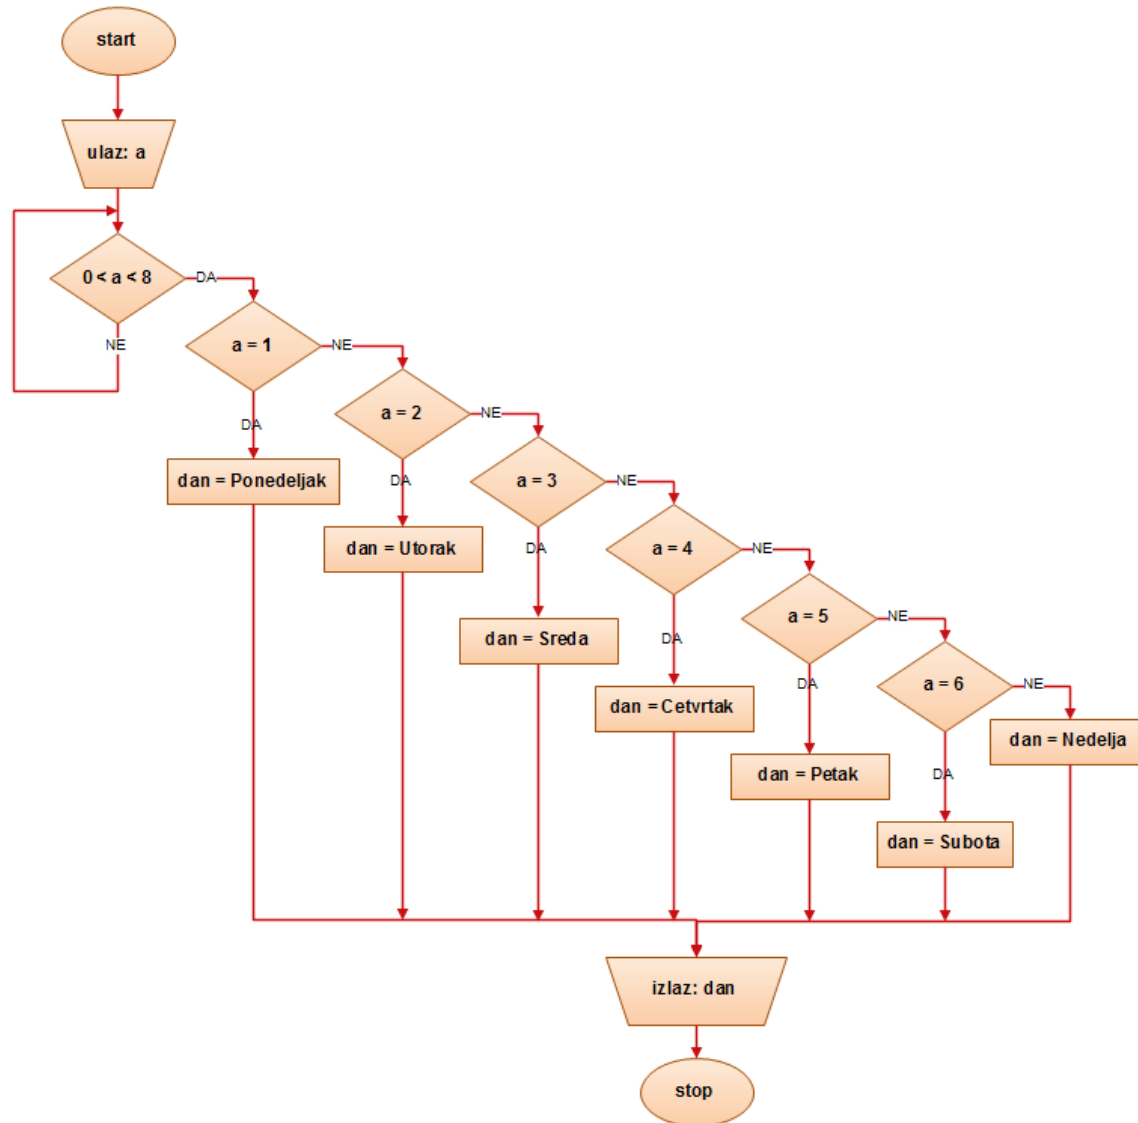 start
ulaz: a
0 < a < 8
DA
NE
a = 1
NE
DA
a = 2
NE
DA
dan = Ponedeljak
a = 3
NE
DA
dan = Utorak
a = 4
NE
DA
dan = Sreda
a = 5
NE
DA
dan = Cetvrtak
a = 6
NE
DA
dan = Nedelja
dan = Petak
dan = Subota
izlaz: dan
stop